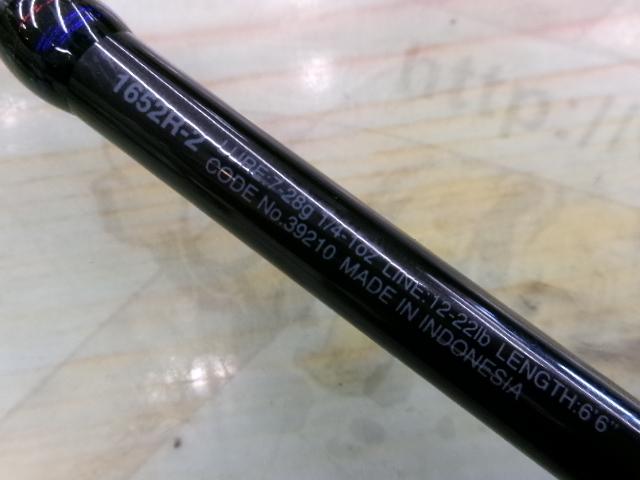 1652R-2 LURE:7-28g 1/4-1oz LINE:12-22lb LENGTH:6'6"
CODE No.39210 MADE IN INDONESIA
http://